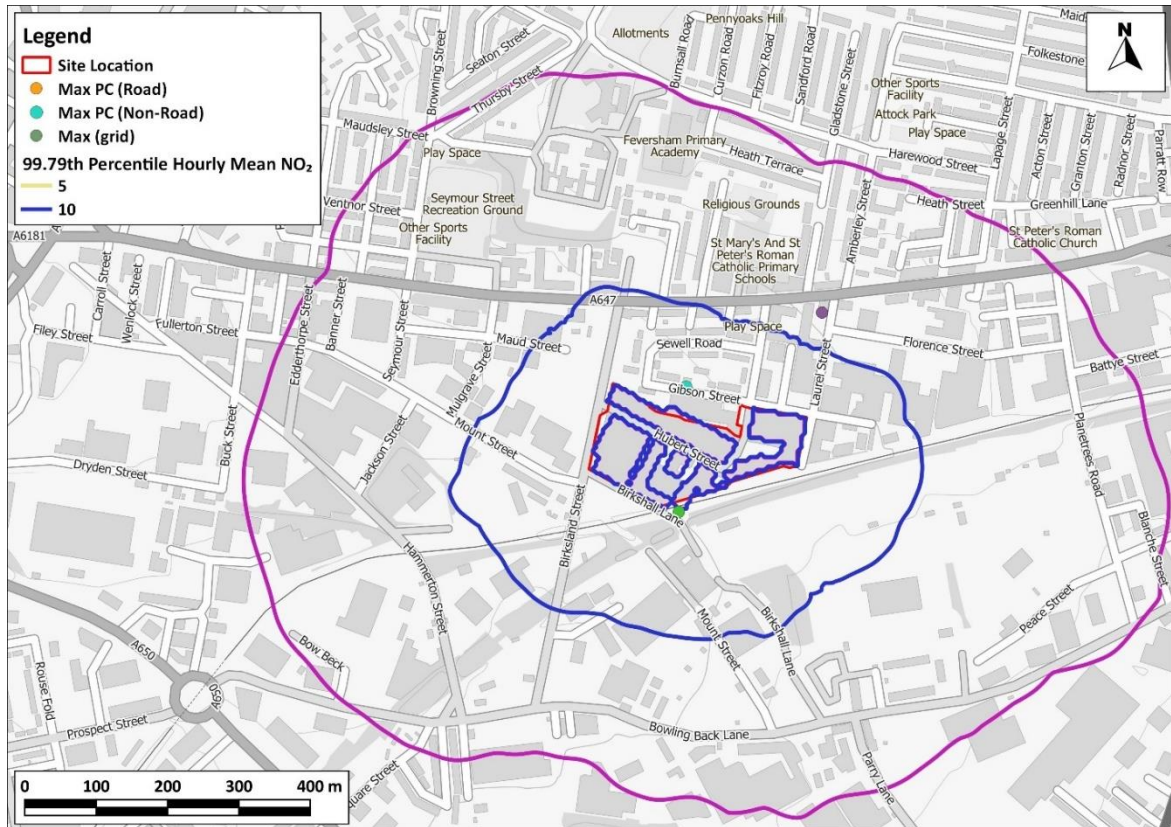 Legend
Site Location
Max PC (Road)
Max PC (Non-Road)
Max (grid)
99.79th Percentile Hourly Mean NO₂
5
10
N
0 100 200 300 400 m
Pennyoaks Hill
Allotments
Seaton Street
Browning Street
Thursby Street
Burnsall Road
Curzon Road
Fitzroy Road
Sandford Road
Gladstone Street
Folkestone
Other Sports
Facility
Attock Park
Play Space
Lapage Street
Acton Street
Granton Street
Radnor Street
Parratt Row
Maudsley Street
Play Space
Feversham Primary
Academy
Heath Terrace
Harewood Street
Ventnor Street
Seymour Street
Recreation Ground
Other Sports
Facility
Religious Grounds
Amberley Street
Heath Street
Greenhill Lane
St Peter's Roman
Catholic Church
St Mary's And St
Peter's Roman
Catholic Primary
Schools
A6181
Carroll Street
Wenlock Street
Edderthorpe Street
Banner Street
A647
Filey Street
Fullerton Street
Seymour Street
Maud Street
Play Space
Sewell Road
Laurel Street
Florence Street
Battye Street
Mulgrave Street
Gibson Street
Buck Street
Jackson Street
Mount Street
Hubert Street
Planetrees Road
Dryden Street
Birksland Street
Birkshall Lane
Blanche Street
Hammerton Street
Mount Street
Birkshall Lane
Peace Street
Bow Beck
A650
A650
Rouse Fold
Prospect Street
Bowling Back Lane
Parry Lane